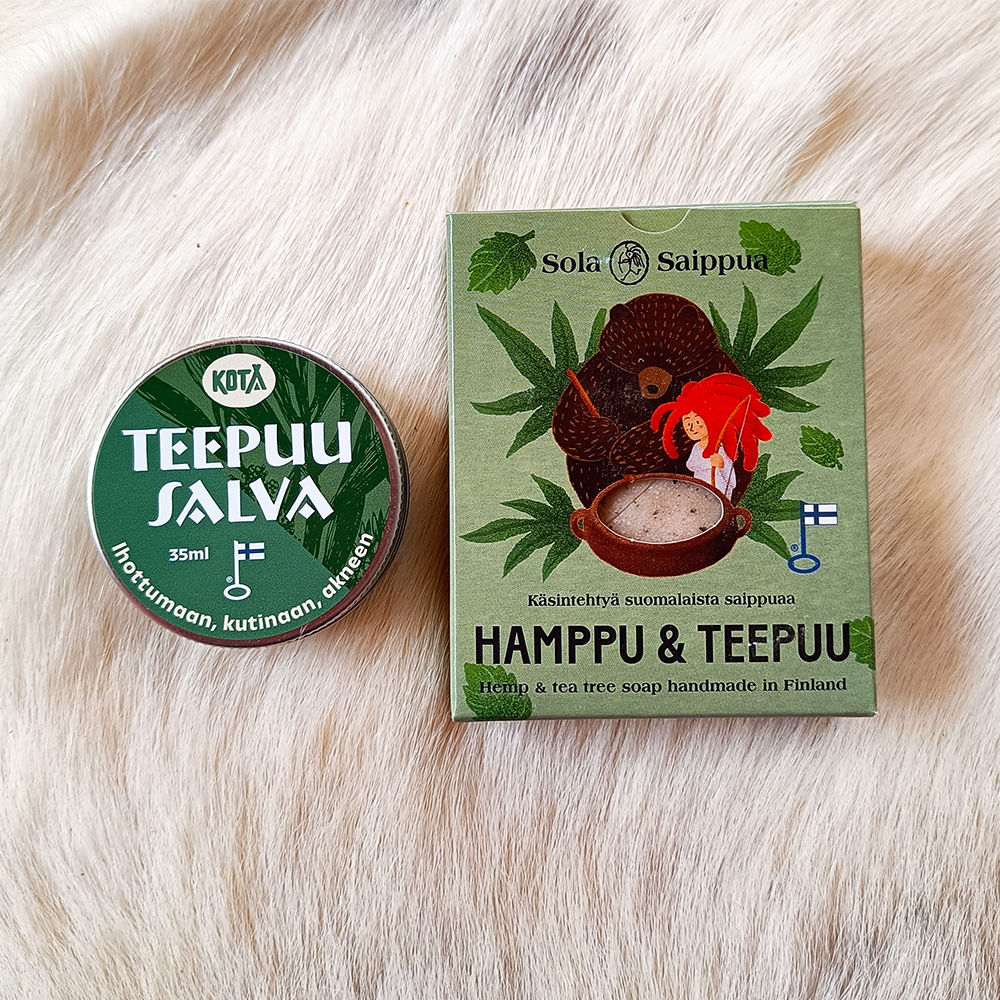 KOTA
TEEPUU
SALVA
35ml
®
Ihottumaan, kutinaan, akneen
Sola Saippua
®
Käsintehtyä suomalaista saippuaa
HAMPPU & TEEPUU
Hemp & tea tree soap handmade in Finland